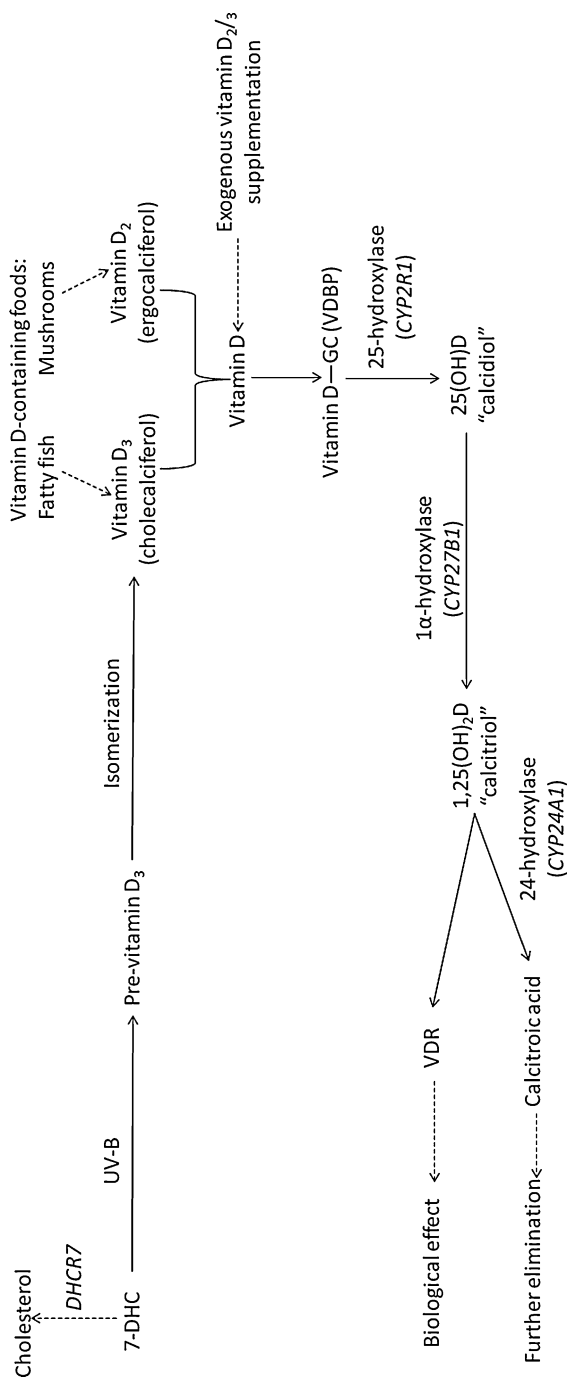 Cholesterol
DHCR7
7-DHC
UV-B
Pre-vitamin D₃
Isomerization
Vitamin D-containing foods:
Fatty fish
Mushrooms
Vitamin D₃
(cholecalciferol)
Vitamin D₂
(ergocalciferol)
Exogenous vitamin D₂/₃
supplementation
Vitamin D
Vitamin D—GC (VDBP)
25-hydroxylase
(CYP2R1)
25(OH)D
“calcidiol”
1α-hydroxylase
(CYP27B1)
1,25(OH)₂D
“calcitriol”
VDR
Biological effect
24-hydroxylase
(CYP24A1)
Calcitroic acid
Further elimination